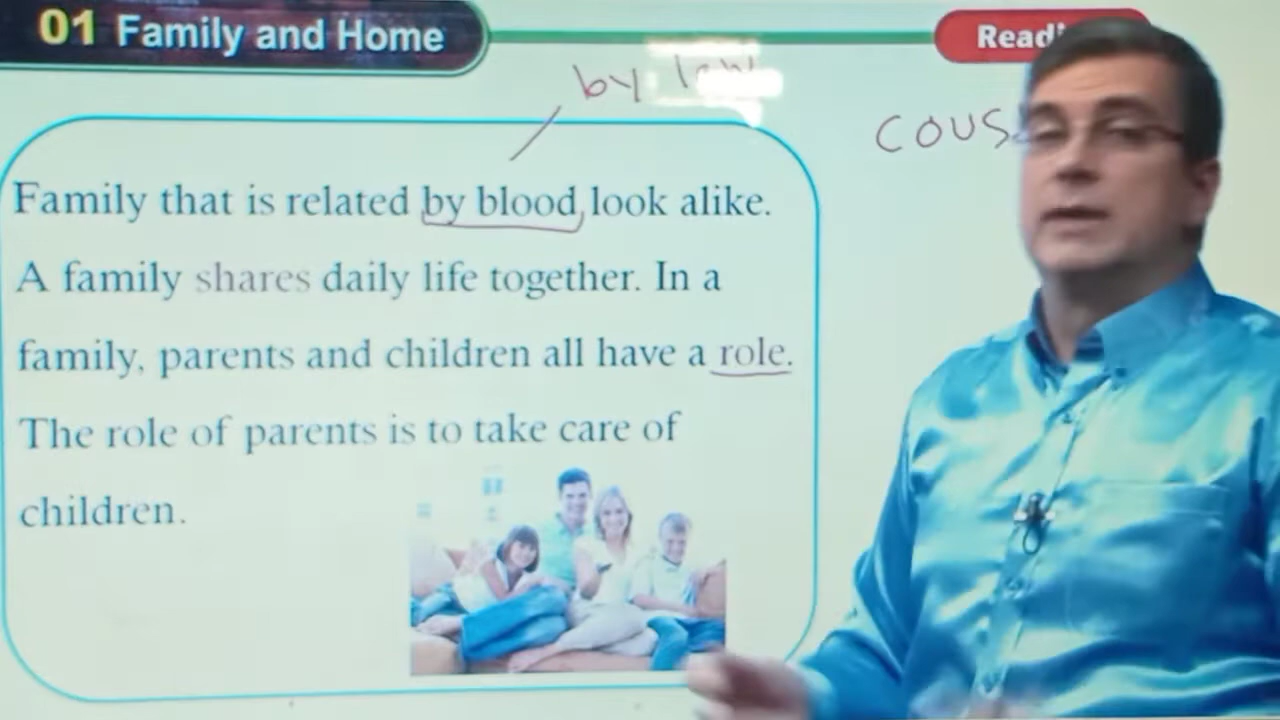 01 Family and Home
by law
Family that is related by blood look alike.
A family shares daily life together. In a
family, parents and children all have a role.
The role of parents is to take care of
children.